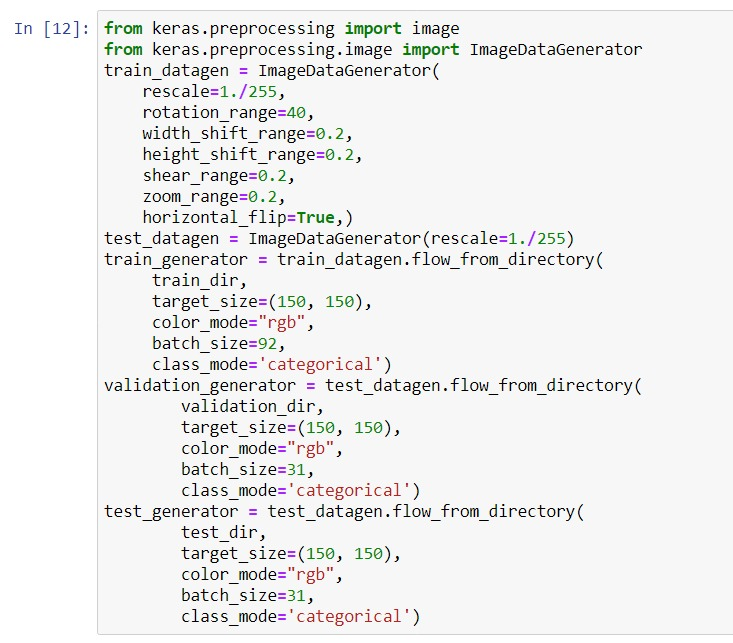 In [12]: from keras.preprocessing import image
from keras.preprocessing.image import ImageDataGenerator
train_datagen = ImageDataGenerator(
    rescale=1./255,
    rotation_range=40,
    width_shift_range=0.2,
    height_shift_range=0.2,
    shear_range=0.2,
    zoom_range=0.2,
    horizontal_flip=True,)
test_datagen = ImageDataGenerator(rescale=1./255)
train_generator = train_datagen.flow_from_directory(
     train_dir,
     target_size=(150, 150),
     color_mode="rgb",
     batch_size=92,
     class_mode='categorical')
validation_generator = test_datagen.flow_from_directory(
        validation_dir,
        target_size=(150, 150),
        color_mode="rgb",
        batch_size=31,
        class_mode='categorical')
test_generator = test_datagen.flow_from_directory(
        test_dir,
        target_size=(150, 150),
        color_mode="rgb",
        batch_size=31,
        class_mode='categorical')